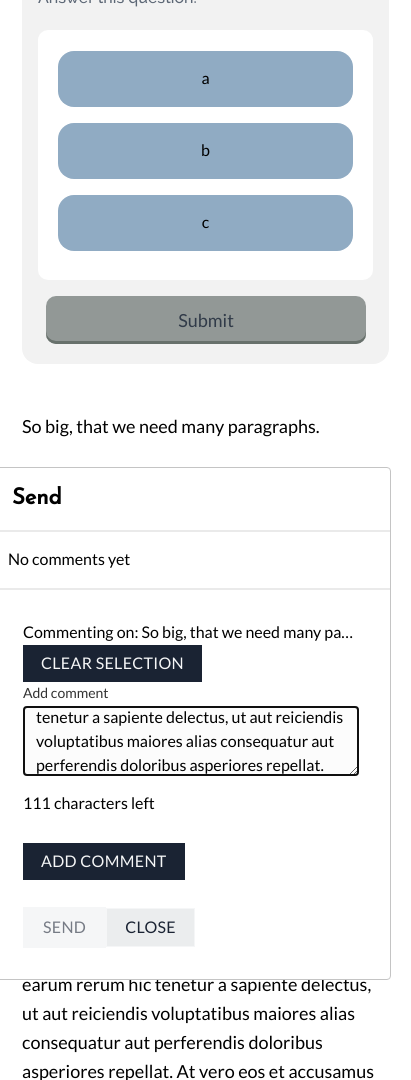 Answer this question:
a
b
c
Submit
So big, that we need many paragraphs.
Send
No comments yet
Commenting on: So big, that we need many pa...
CLEAR SELECTION
Add comment
tenetur a sapiente delectus, ut aut reiciendis
voluptatibus maiores alias consequatur aut
perferendis doloribus asperiores repellat.
111 characters left
ADD COMMENT
SEND
CLOSE
earum rerum hic tenetur a sapiente delectus,
ut aut reiciendis voluptatibus maiores alias
consequatur aut perferendis doloribus
asperiores repellat. At vero eos et accusamus